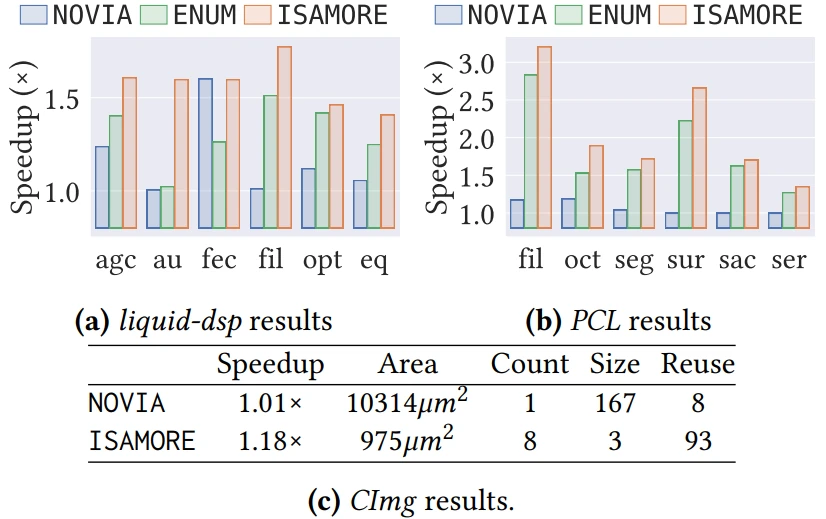 NOVIA ENUM ISAMORE
Speedup (×)
1.5
1.0
agc au fec fil opt eq
(a) liquid-dsp results
NOVIA ENUM ISAMORE
Speedup (×)
3.0
2.5
2.0
1.5
1.0
fil oct seg sur sac ser
(b) PCL results
Speedup Area Count Size Reuse
NOVIA 1.01× 10314μm² 1 167 8
ISAMORE 1.18× 975μm² 8 3 93
(c) CImg results.